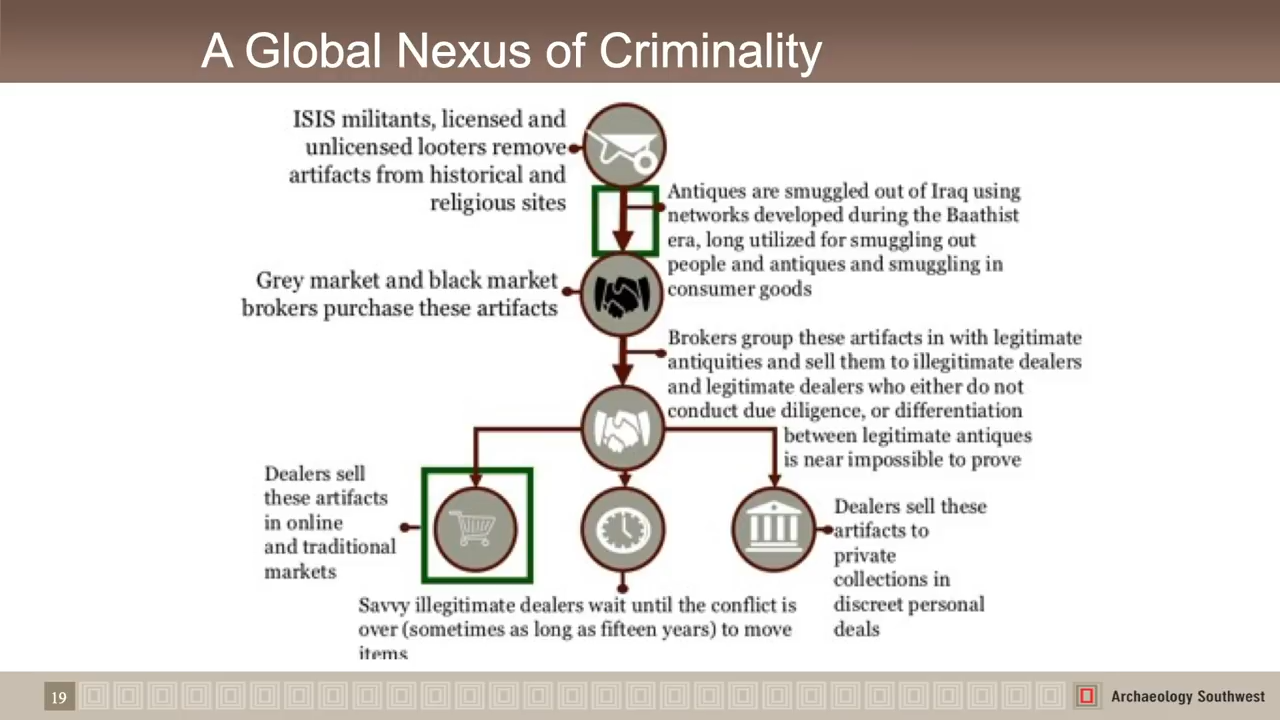 A Global Nexus of Criminality
ISIS militants, licensed and
unlicensed looters remove
artifacts from historical and
religious sites
Antiques are smuggled out of Iraq using
networks developed during the Baathist
era, long utilized for smuggling out
people and antiques and smuggling in
consumer goods
Grey market and black market
brokers purchase these artifacts
Brokers group these artifacts in with legitimate
antiquities and sell them to illegitimate dealers
and legitimate dealers who either do not
conduct due diligence, or differentiation
between legitimate antiques
is near impossible to prove
Dealers sell
these artifacts
in online
and traditional
markets
Savvy illegitimate dealers wait until the conflict is
over (sometimes as long as fifteen years) to move
items
Dealers sell these
artifacts to
private
collections in
discreet personal
deals
19
Archaeology Southwest